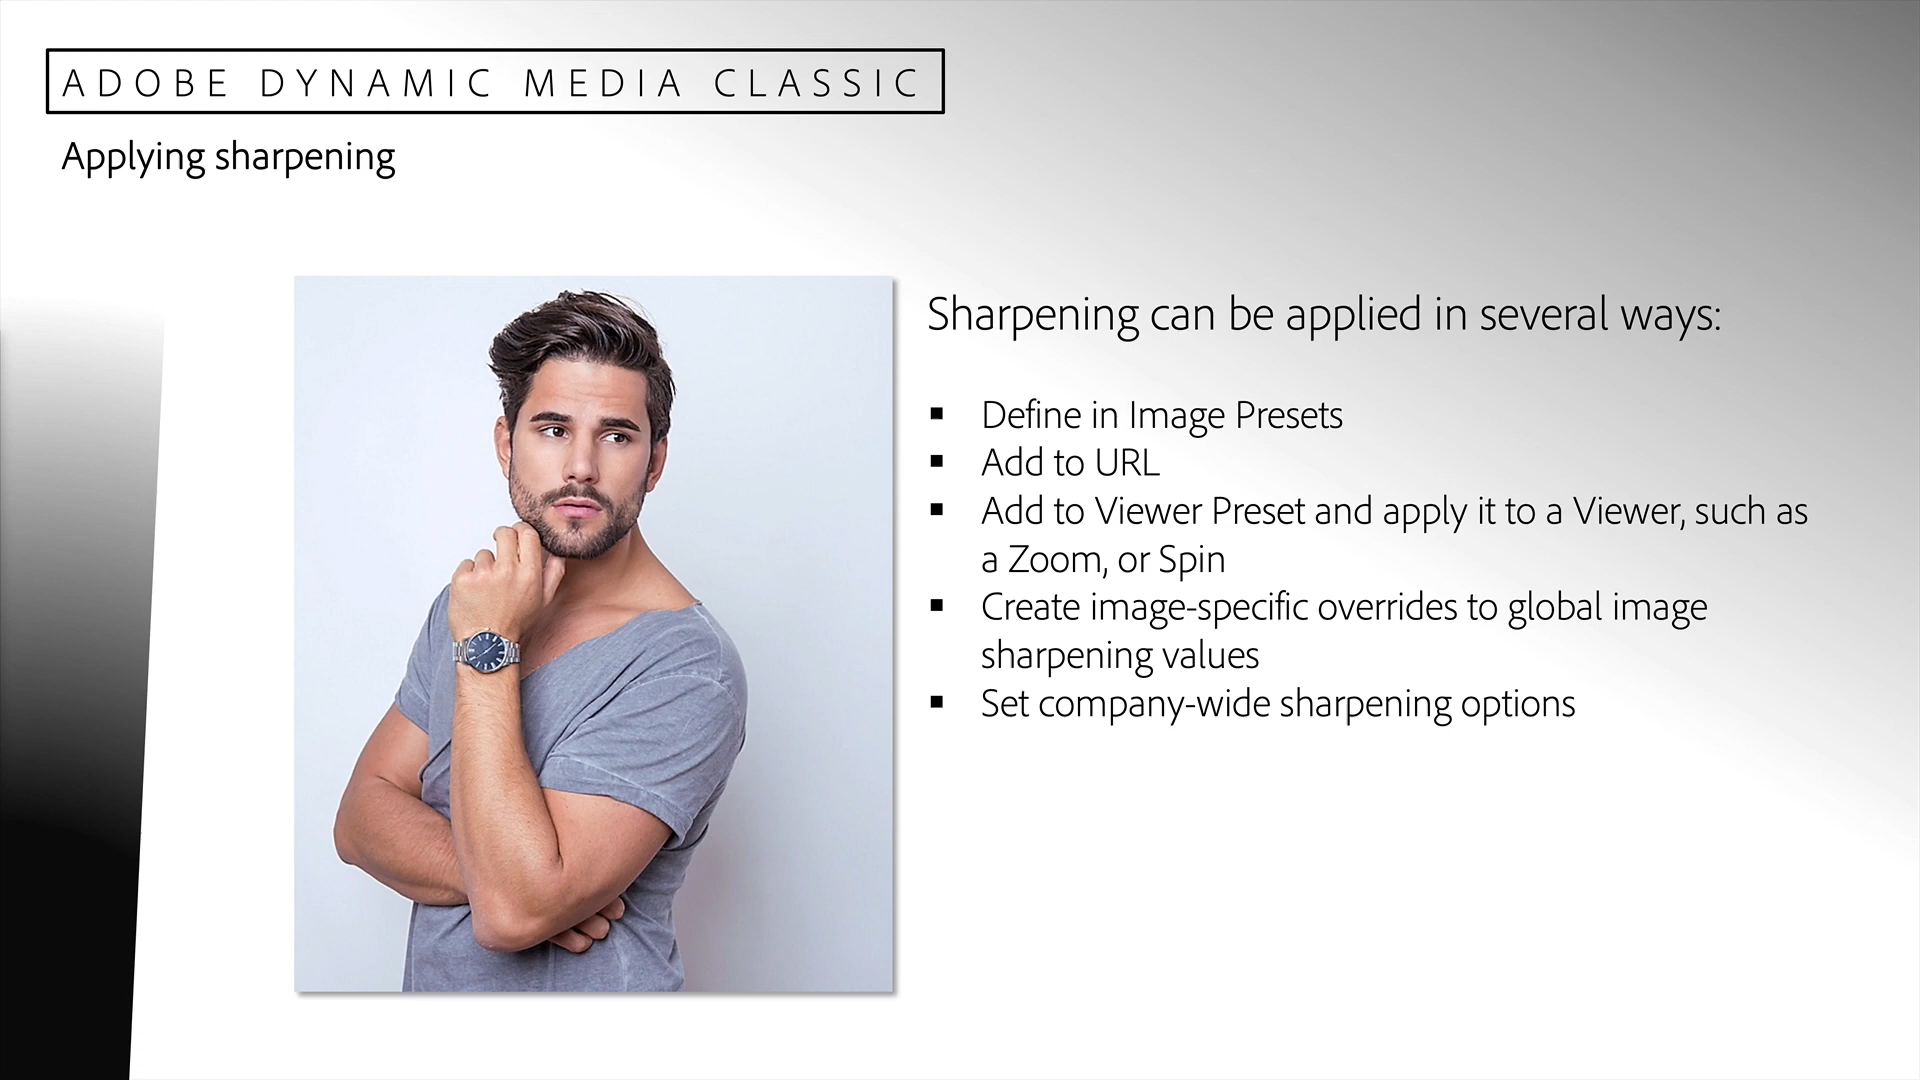 ADOBE DYNAMIC MEDIA CLASSIC
Applying sharpening
Sharpening can be applied in several ways:
▪ Define in Image Presets
▪ Add to URL
▪ Add to Viewer Preset and apply it to a Viewer, such as
a Zoom, or Spin
▪ Create image-specific overrides to global image
sharpening values
▪ Set company-wide sharpening options